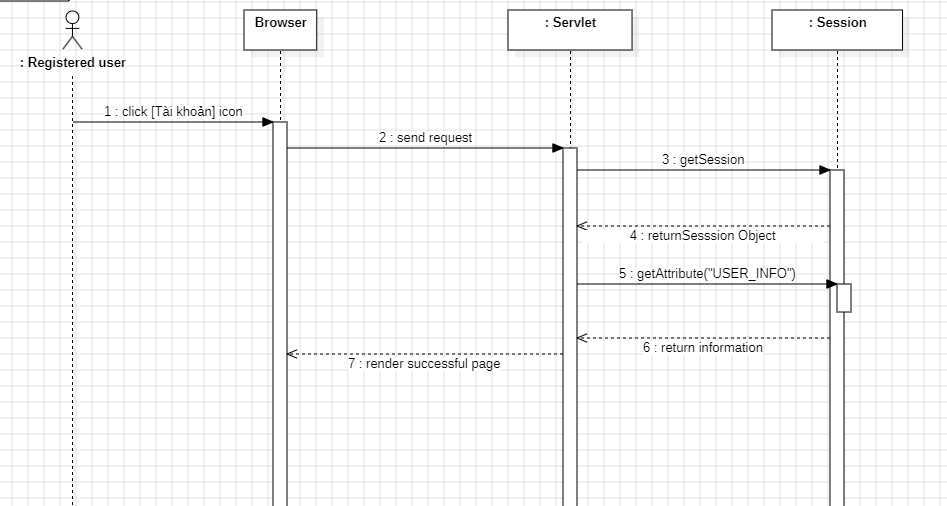 : Registered user
Browser
: Servlet
: Session
1 : click [Tài khoản] icon
2 : send request
3 : getSession
4 : returnSesssion Object
5 : getAttribute("USER_INFO")
6 : return information
7 : render successful page